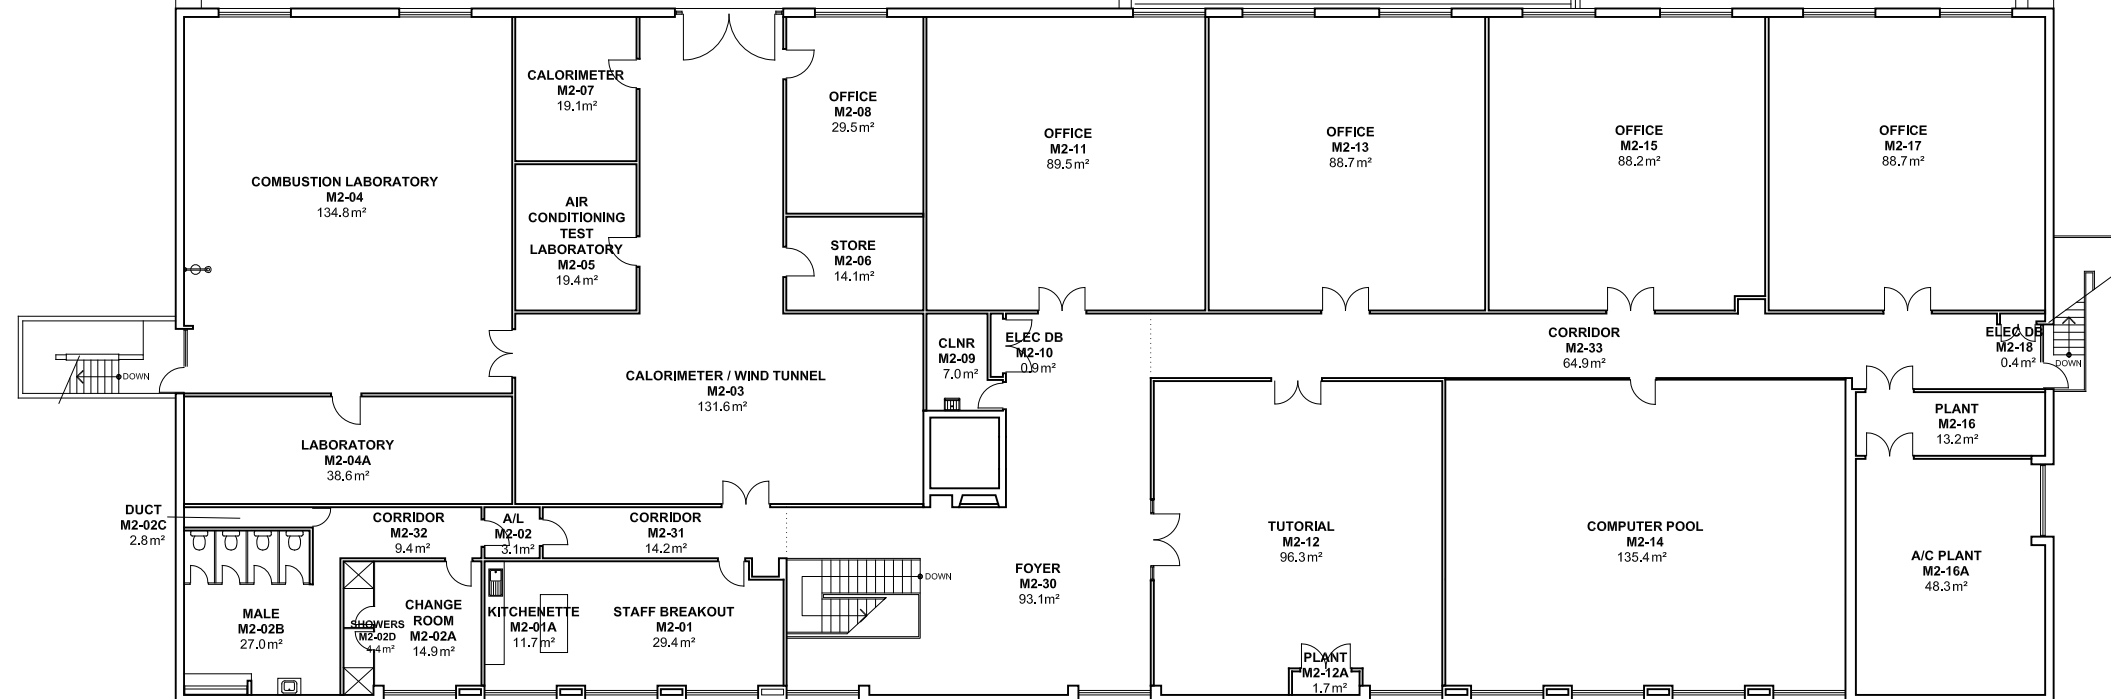 CALORIMETER
M2-07
19.1m²
OFFICE
M2-08
29.5m²
OFFICE
M2-11
89.5m²
OFFICE
M2-13
88.7m²
OFFICE
M2-15
88.2m²
OFFICE
M2-17
88.7m²
COMBUSTION LABORATORY
M2-04
134.8m²
AIR
CONDITIONING
TEST
LABORATORY
M2-05
19.4m²
STORE
M2-06
14.1m²
CLNR
M2-09
7.0m²
ELEC DB
M2-10
0.9m²
CORRIDOR
M2-33
64.9m²
ELEC DB
M2-18
0.4m²
DOWN
DOWN
CALORIMETER / WIND TUNNEL
M2-03
131.6m²
PLANT
M2-16
13.2m²
LABORATORY
M2-04A
38.6m²
DUCT
M2-02C
2.8m²
CORRIDOR
M2-32
9.4m²
A/L
M2-02
3.1m²
CORRIDOR
M2-31
14.2m²
TUTORIAL
M2-12
96.3m²
COMPUTER POOL
M2-14
135.4m²
A/C PLANT
M2-16A
48.3m²
FOYER
M2-30
93.1m²
DOWN
MALE
M2-02B
27.0m²
SHOWERS
M2-02D
4.4m²
CHANGE
ROOM
M2-02A
14.9m²
KITCHENETTE
M2-01A
11.7m²
STAFF BREAKOUT
M2-01
29.4m²
PLANT
M2-12A
1.7m²